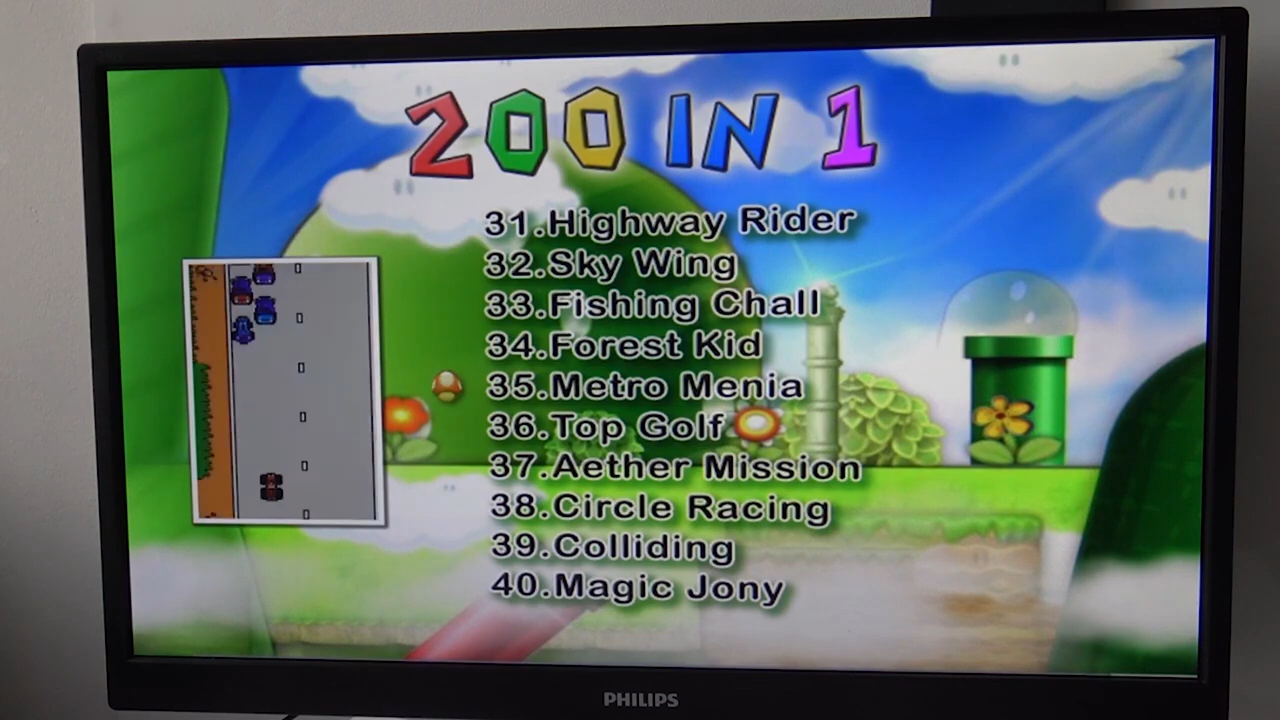 200 IN 1
31.Highway Rider
32.Sky Wing
33.Fishing Chall
34.Forest Kid
35.Metro Menia
36.Top Golf
37.Aether Mission
38.Circle Racing
39.Colliding
40.Magic Jony
PHILIPS